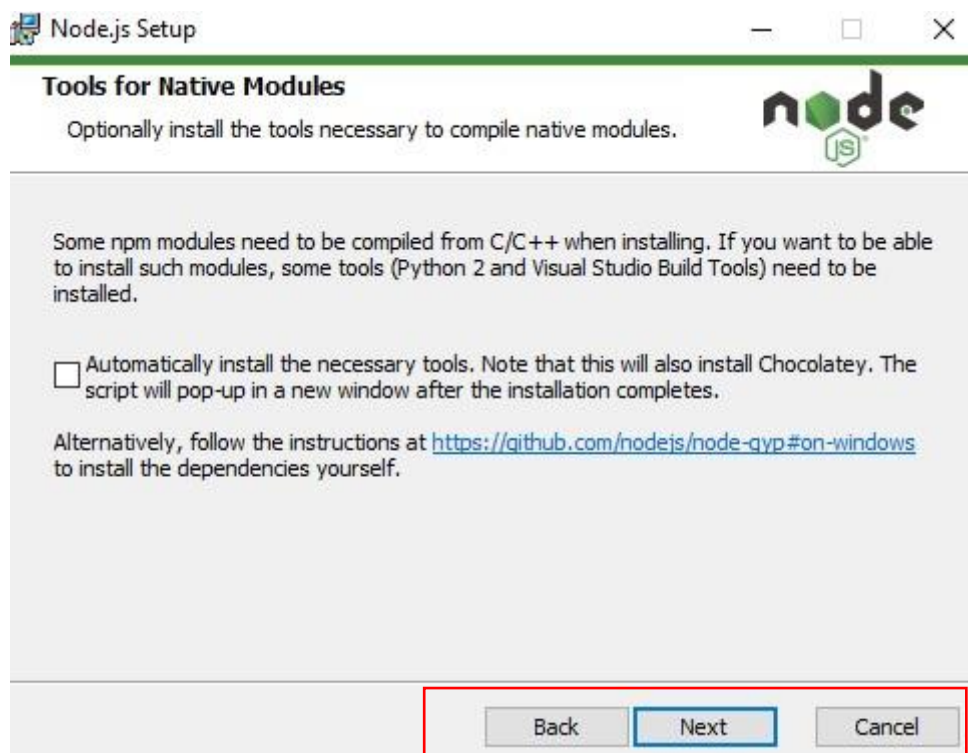 Node.js Setup
Tools for Native Modules
Optionally install the tools necessary to compile native modules.
node
JS
Some npm modules need to be compiled from C/C++ when installing. If you want to be able
to install such modules, some tools (Python 2 and Visual Studio Build Tools) need to be
installed.
Automatically install the necessary tools. Note that this will also install Chocolatey. The
script will pop-up in a new window after the installation completes.
Alternatively, follow the instructions at https://github.com/nodejs/node-gyp#on-windows
to install the dependencies yourself.
Back Next Cancel